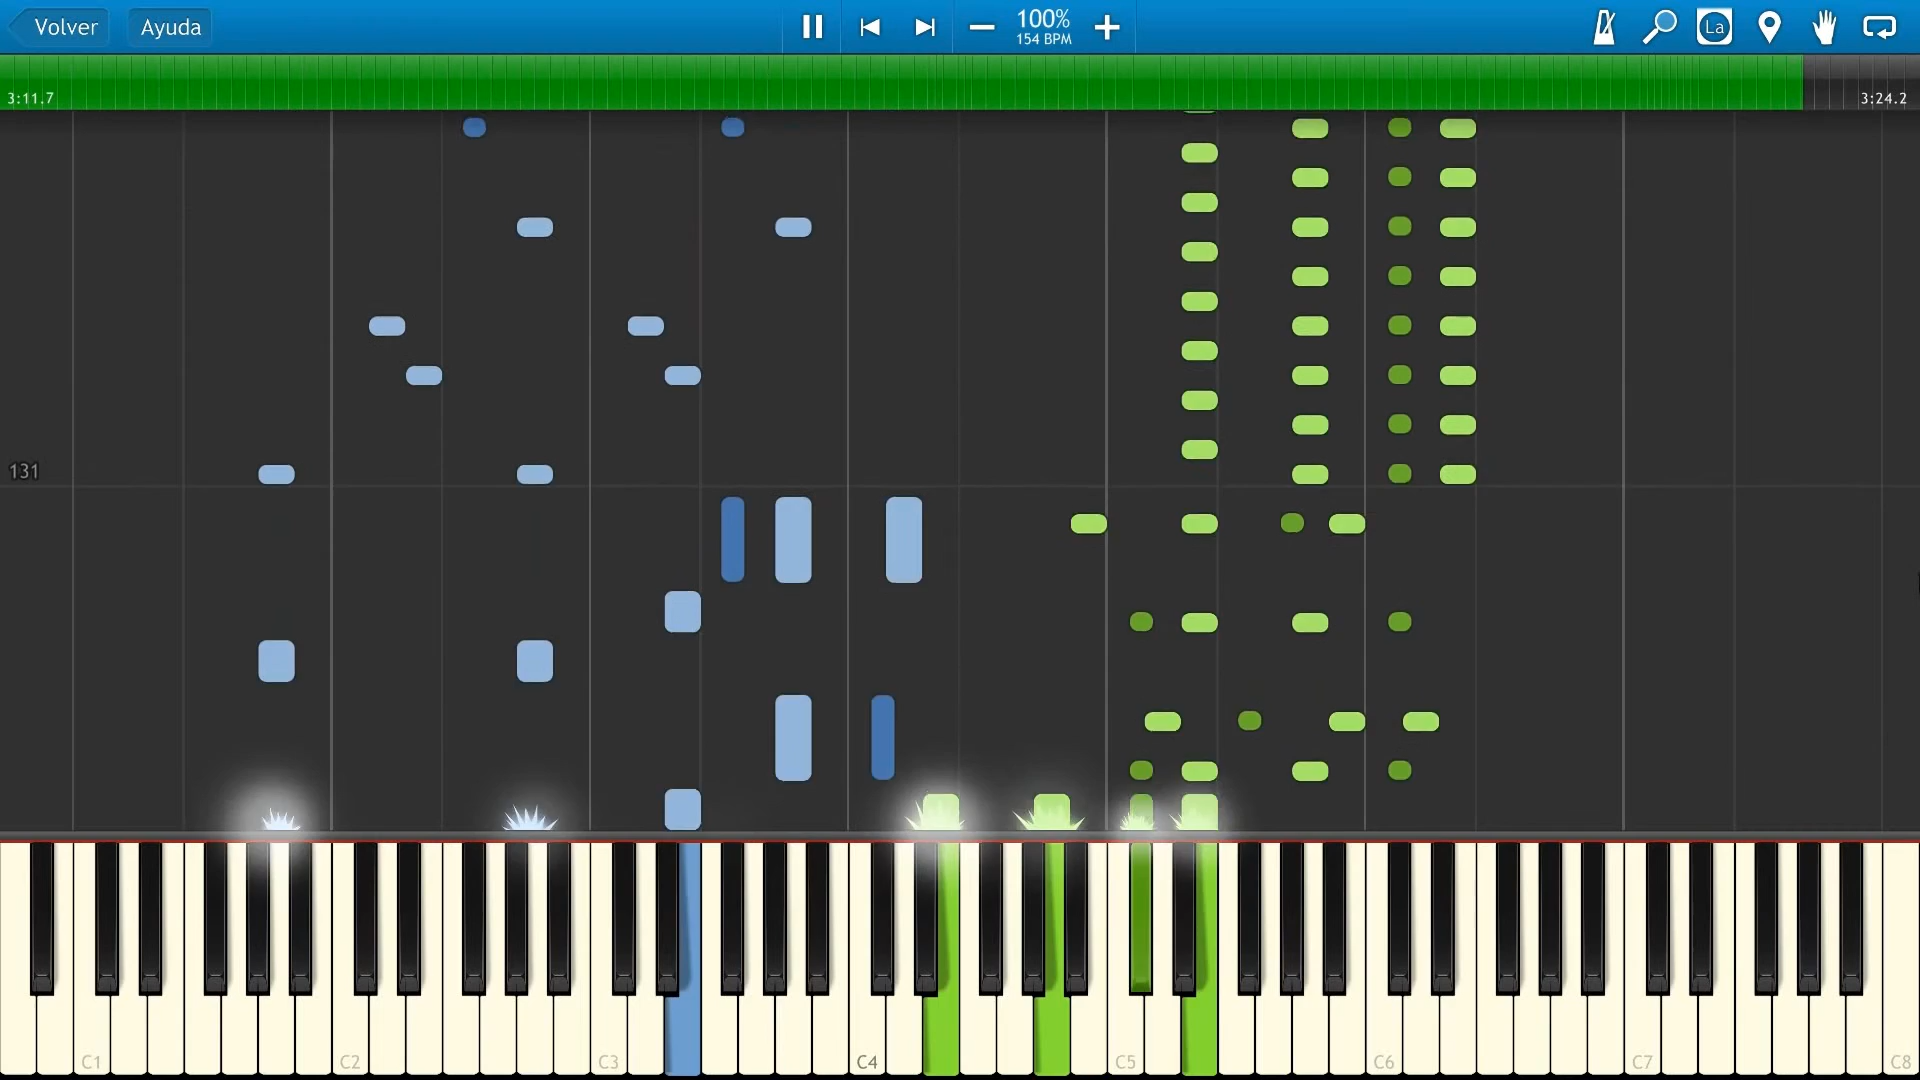 Volver
Ayuda
100%
154 BPM
La
3:11.7
3:24.2
131
C1
C2
C3
C4
C5
C6
C7
C8